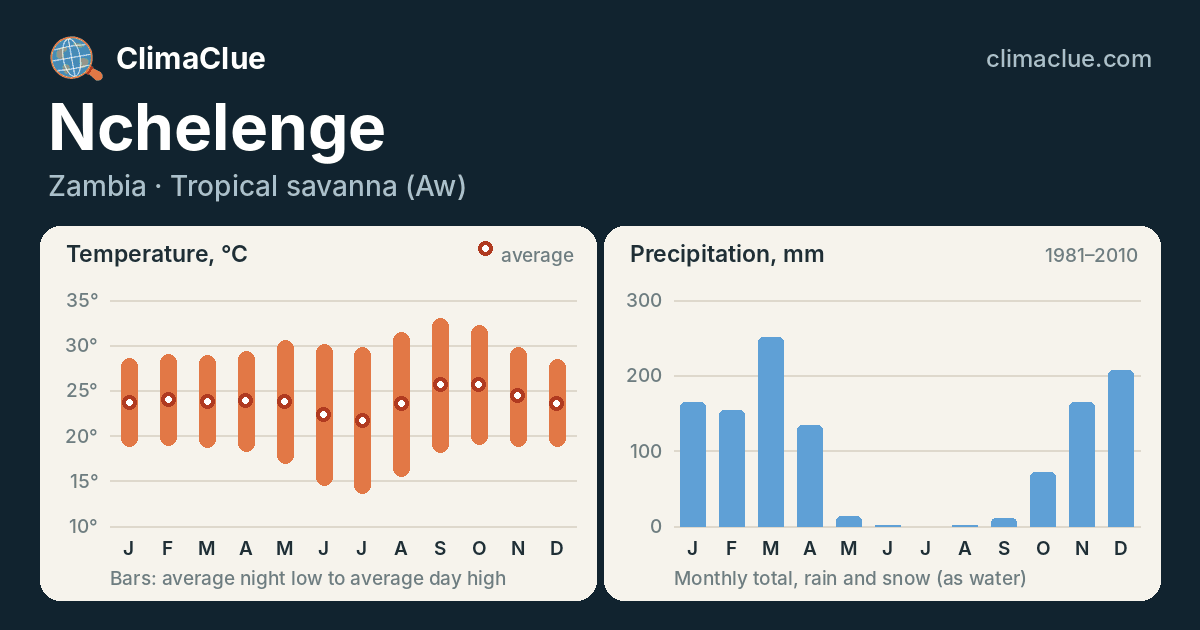 ClimaClue
climaclue.com
Nchelenge
Zambia · Tropical savanna (Aw)
Temperature, °C
average
35°
30°
25°
20°
15°
10°
J F M A M J J A S O N D
Bars: average night low to average day high
Precipitation, mm
1981–2010
300
200
100
0
J F M A M J J A S O N D
Monthly total, rain and snow (as water)